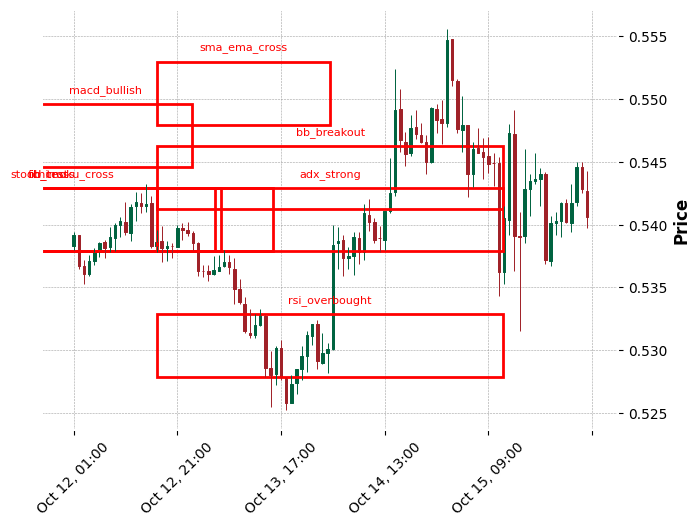 sma_ema_cross
macd_bullish
bb_breakout
adx_strong
rsi_overbought
0.555
0.550
0.545
0.540
0.535
0.530
0.525
Price
Oct 12, 01:00
Oct 12, 21:00
Oct 13, 17:00
Oct 14, 13:00
Oct 15, 09:00